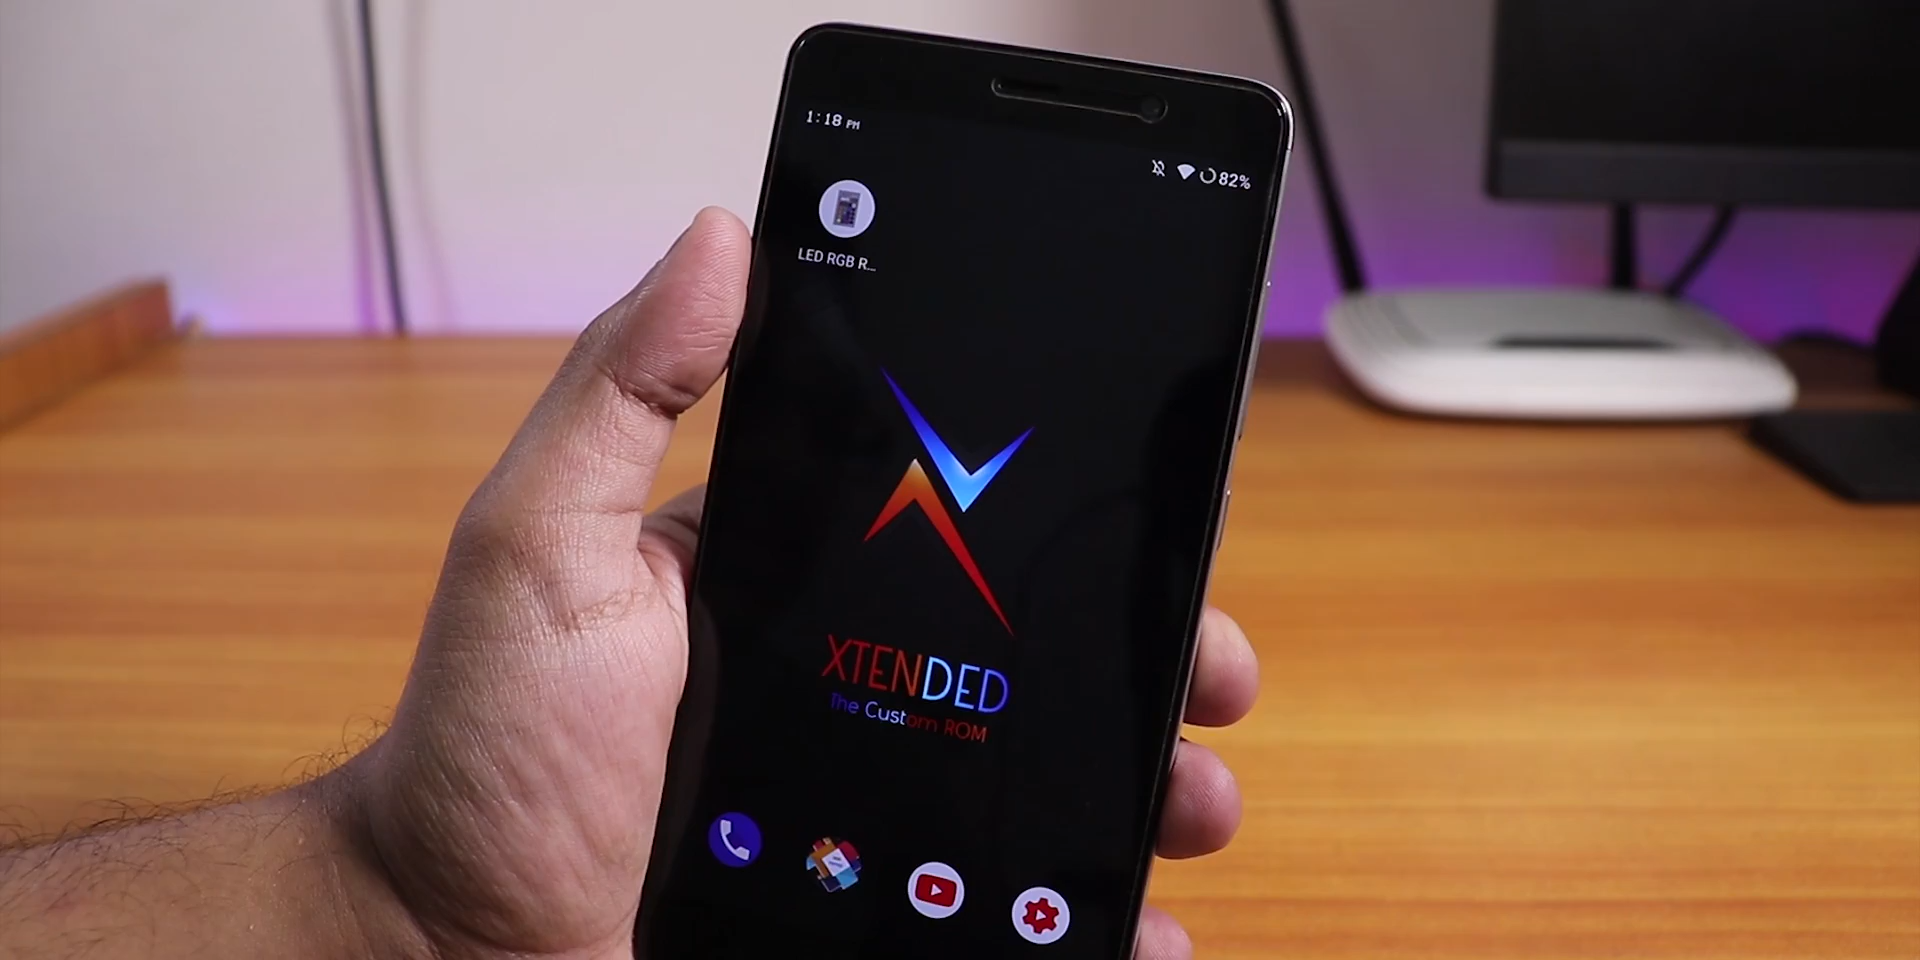 1:18 PM
82%
LED RGB R...
XTENDED
The Custom ROM